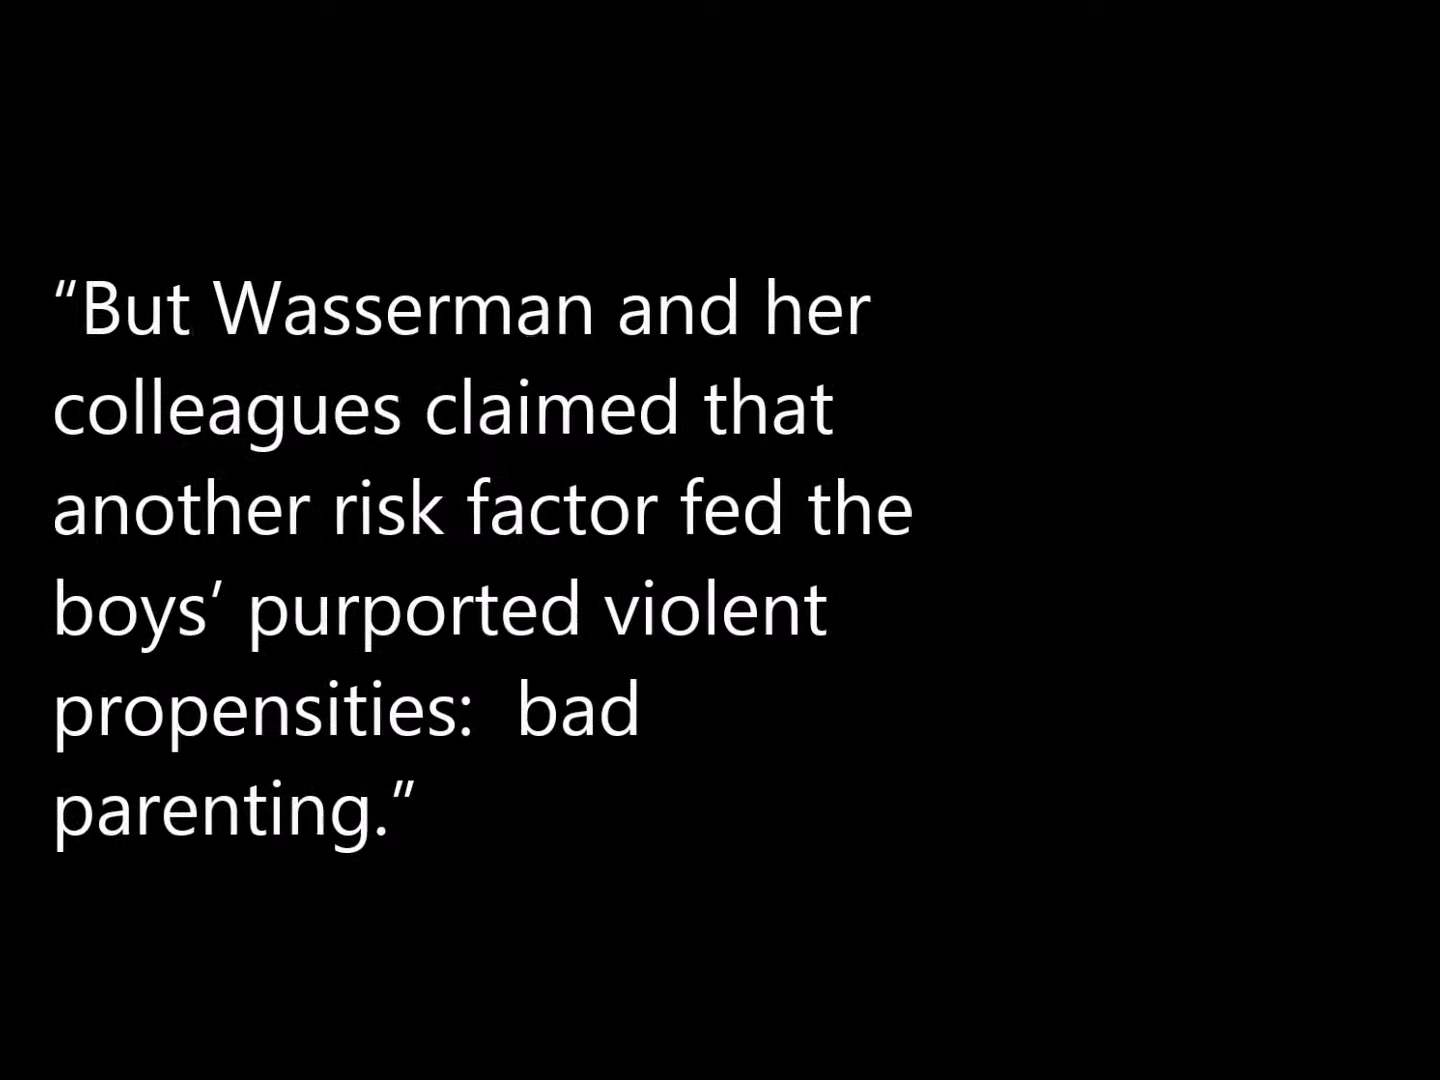 “But Wasserman and her
colleagues claimed that
another risk factor fed the
boys’ purported violent
propensities:  bad
parenting.”